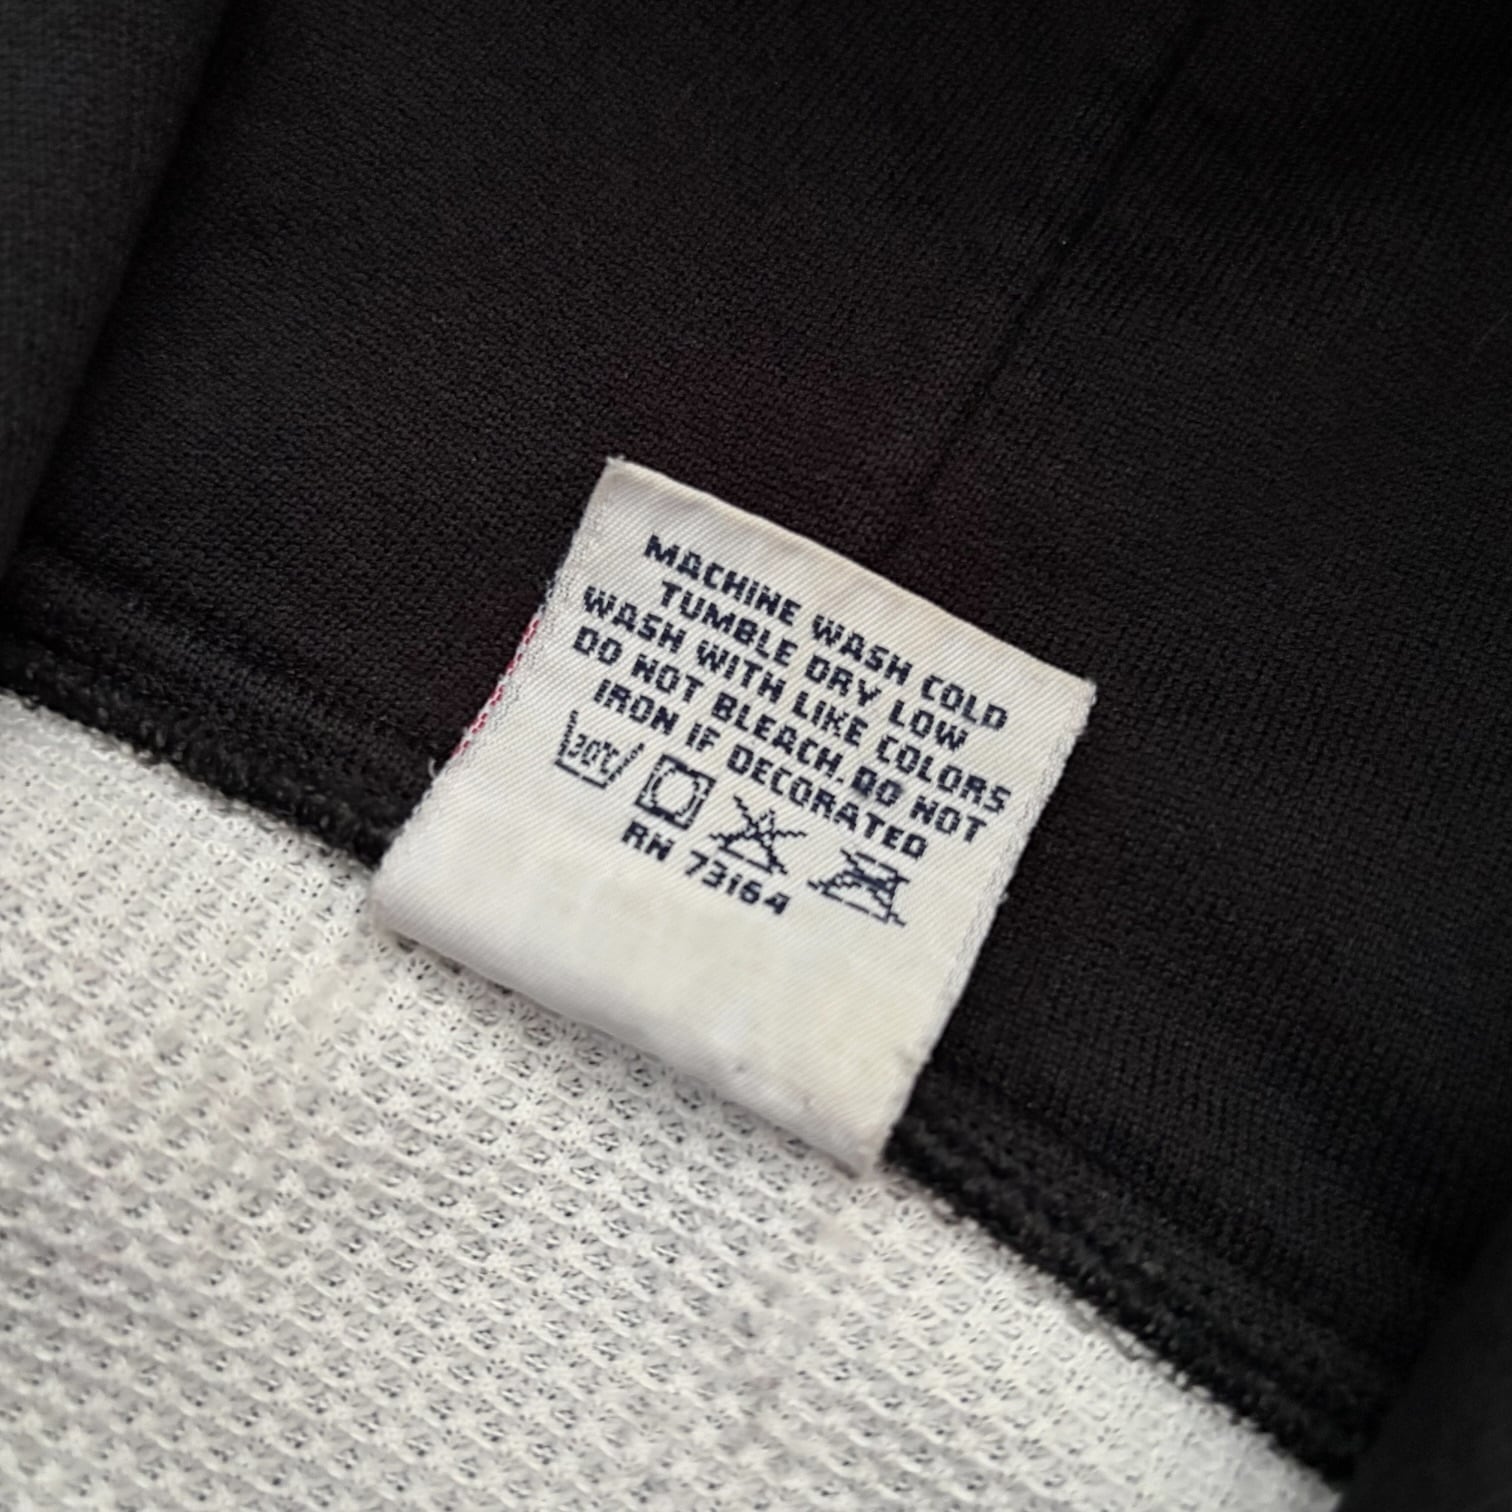 MACHINE WASH COLD
TUMBLE DRY LOW
WASH WITH LIKE COLORS
DO NOT BLEACH. DO NOT
IRON IF DECORATED
30°C
RN 73164